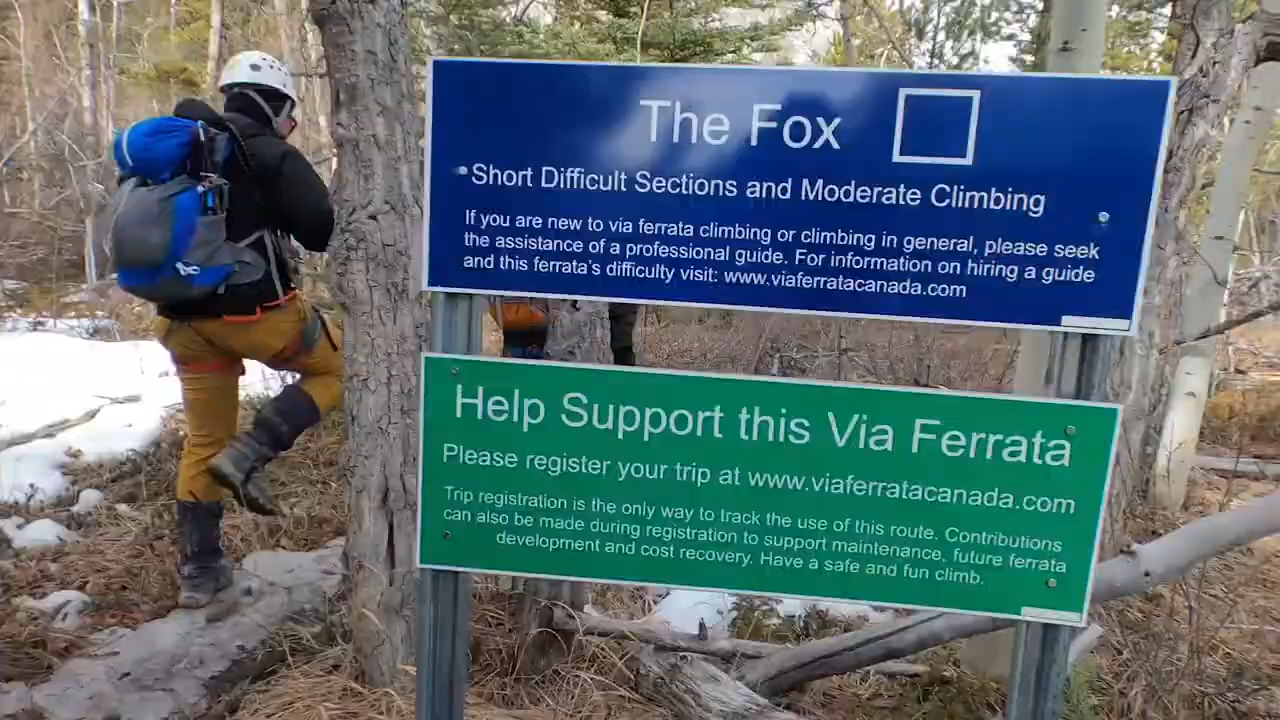 The Fox
Short Difficult Sections and Moderate Climbing
If you are new to via ferrata climbing or climbing in general, please seek
the assistance of a professional guide. For information on hiring a guide
and this ferrata's difficulty visit: www.viaferratacanada.com
Help Support this Via Ferrata
Please register your trip at www.viaferratacanada.com
Trip registration is the only way to track the use of this route. Contributions
can also be made during registration to support maintenance, future ferrata
development and cost recovery. Have a safe and fun climb.